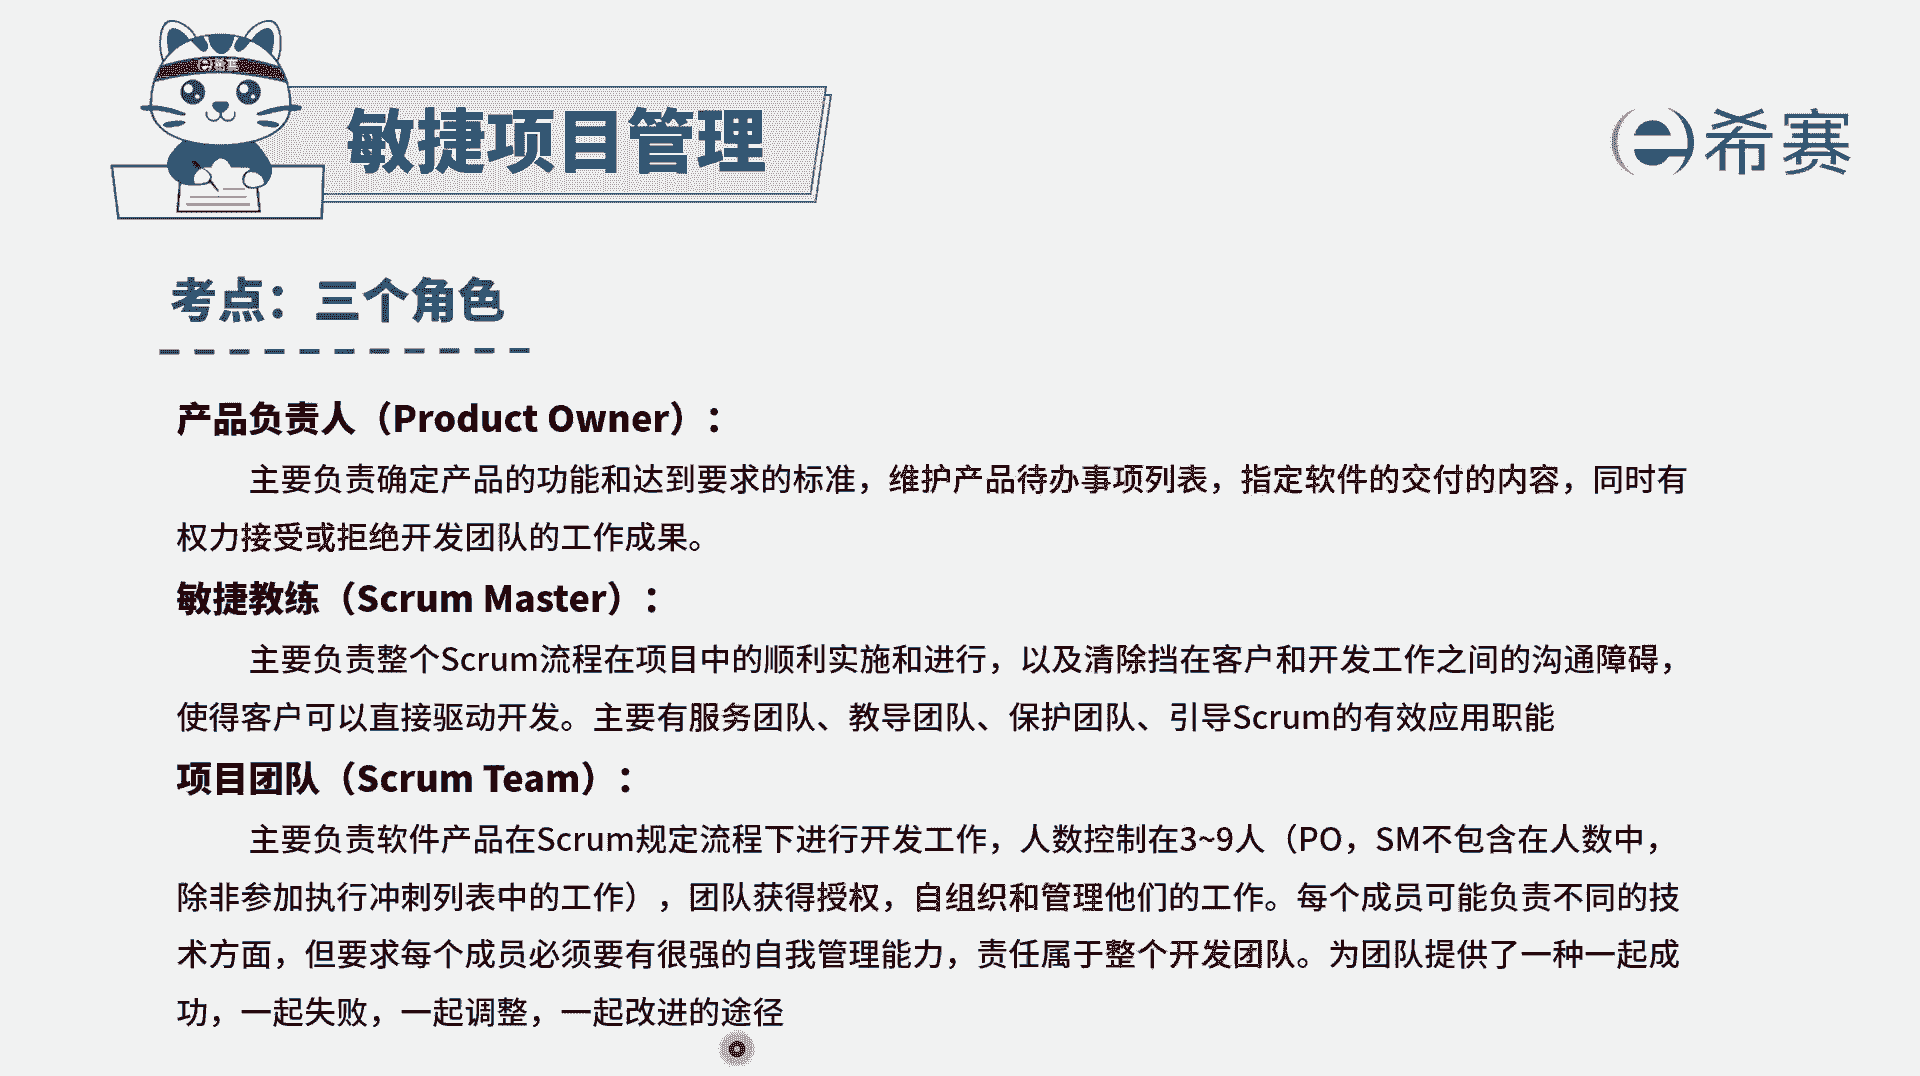 希赛
敏捷项目管理
希赛
考点：三个角色
产品负责人（Product Owner）：
主要负责确定产品的功能和达到要求的标准，维护产品待办事项列表，指定软件的交付的内容，同时有
权力接受或拒绝开发团队的工作成果。
敏捷教练（Scrum Master）：
主要负责整个Scrum流程在项目中的顺利实施和进行，以及清除挡在客户和开发工作之间的沟通障碍，
使得客户可以直接驱动开发。主要有服务团队、教导团队、保护团队、引导Scrum的有效应用职能
项目团队（Scrum Team）：
主要负责软件产品在Scrum规定流程下进行开发工作，人数控制在3~9人（PO，SM不包含在人数中，
除非参加执行冲刺列表中的工作），团队获得授权，自组织和管理他们的工作。每个成员可能负责不同的技
术方面，但要求每个成员必须要有很强的自我管理能力，责任属于整个开发团队。为团队提供了一种一起成
功，一起失败，一起调整，一起改进的途径